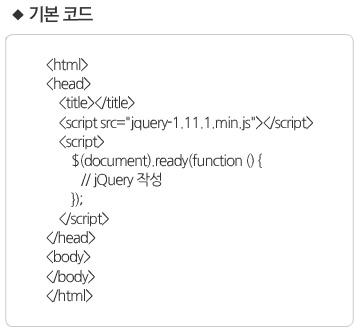 ◆ 기본 코드
<html>
<head>
<title></title>
<script src="jquery-1.11.1.min.js"></script>
<script>
$(document).ready(function () {
// jQuery 작성
});
</script>
</head>
<body>
</body>
</html>